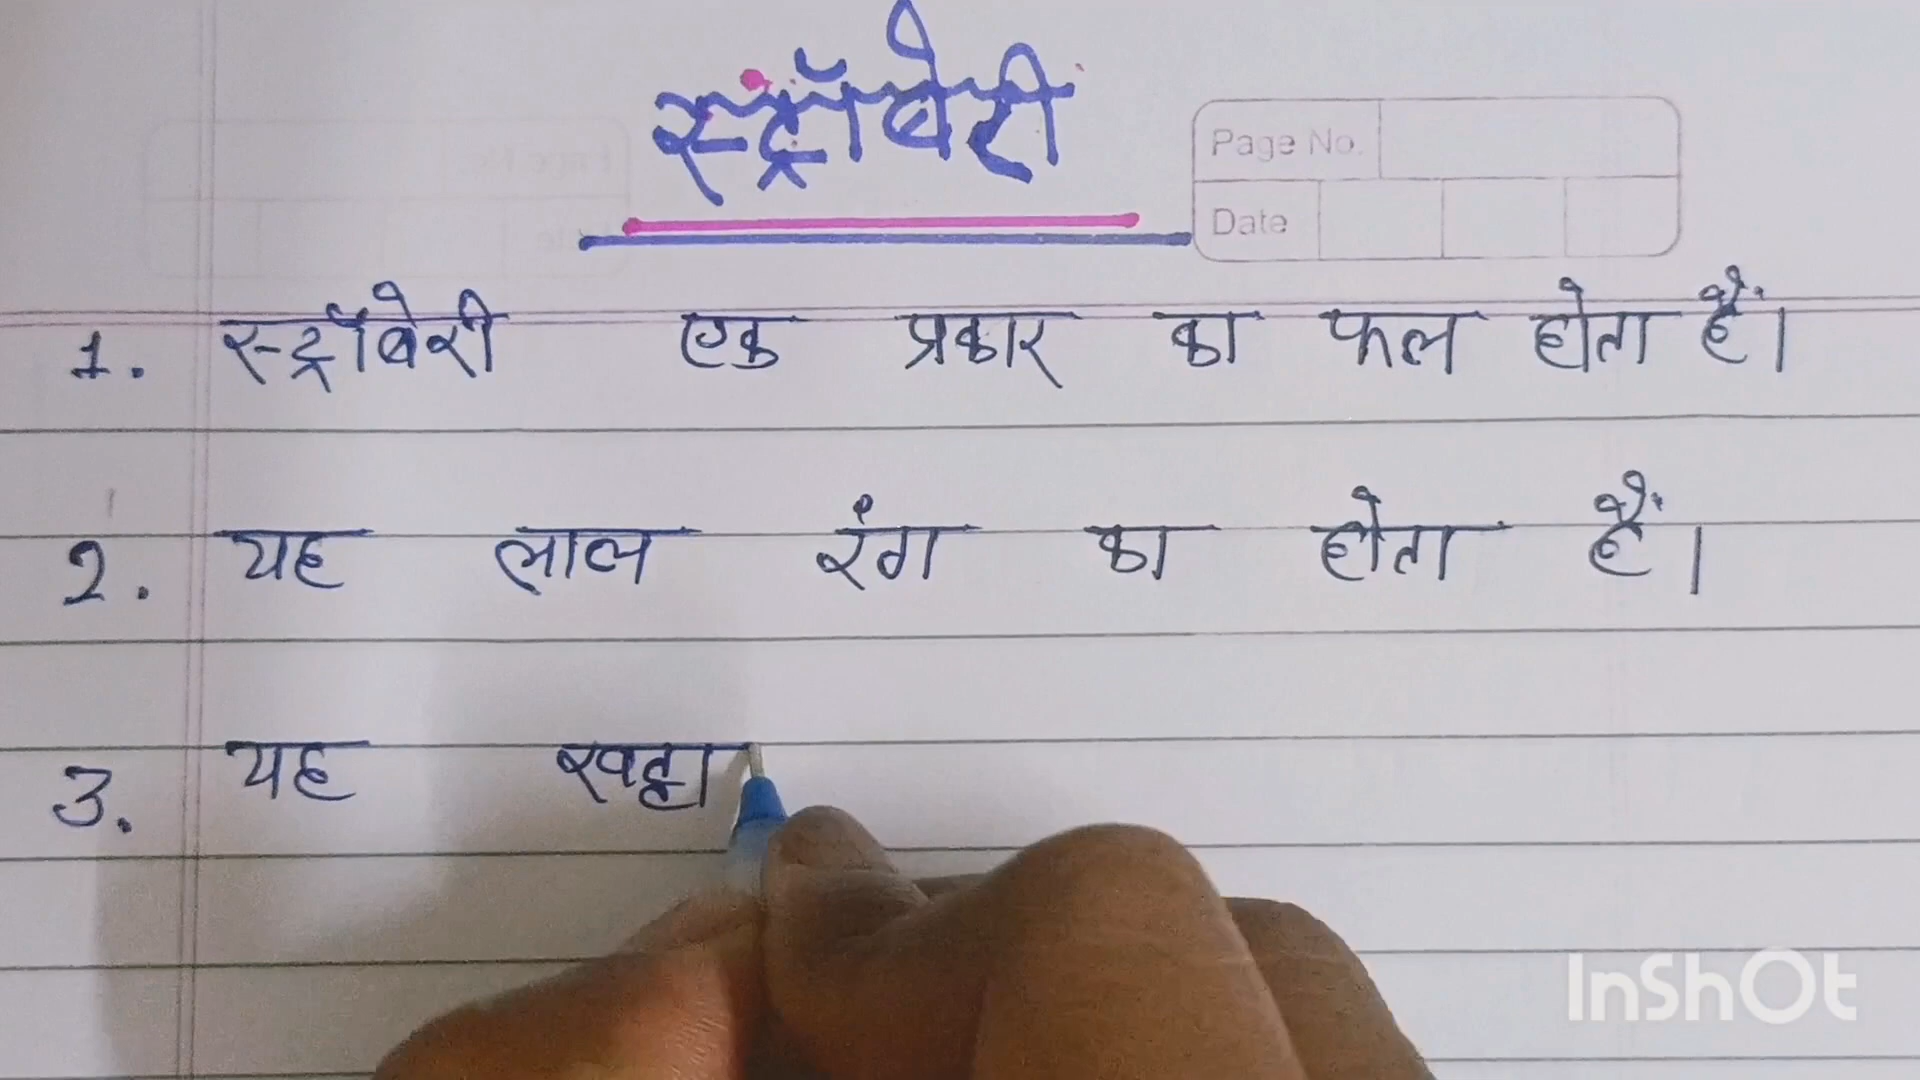 स्ट्रॉबेरी
Page No.
Date
1. स्ट्रॉबेरी एक प्रकार का फल होता हैं।
2. यह लाल रंग का होता हैं।
3. यह खट्टा
InShOt